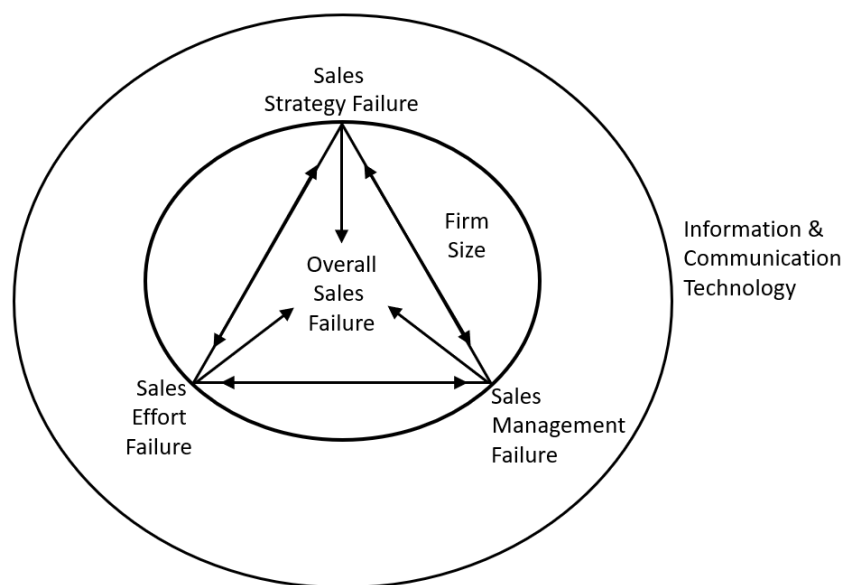 Sales
Strategy Failure
Firm
Size
Information &
Communication
Technology
Overall
Sales
Failure
Sales
Effort
Failure
Sales
Management
Failure